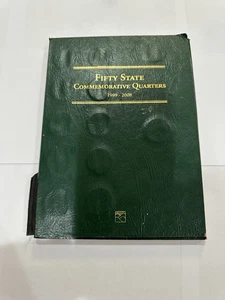 FIFTY STATE
COMMEMORATIVE QUARTERS
1999 - 2008